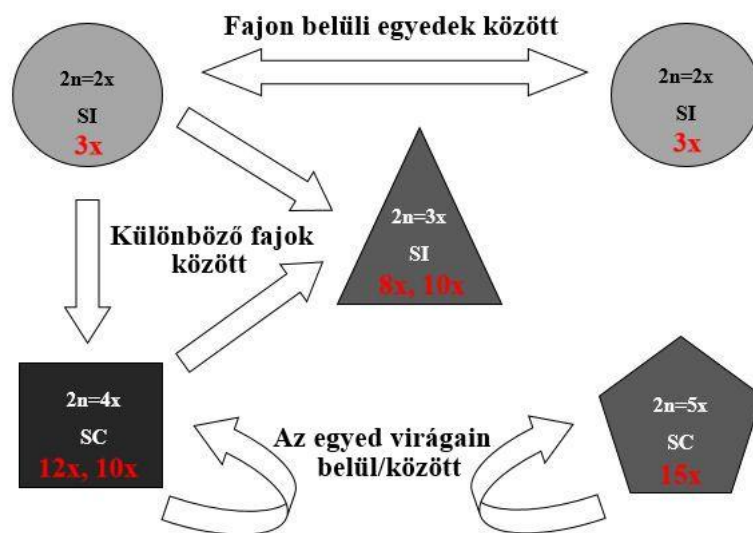 Fajon belüli egyedek között
2n=2x
SI
3x
2n=2x
SI
3x
2n=3x
SI
8x, 10x
Különböző fajok
között
2n=4x
SC
12x, 10x
Az egyed virágain
belül/között
2n=5x
SC
15x